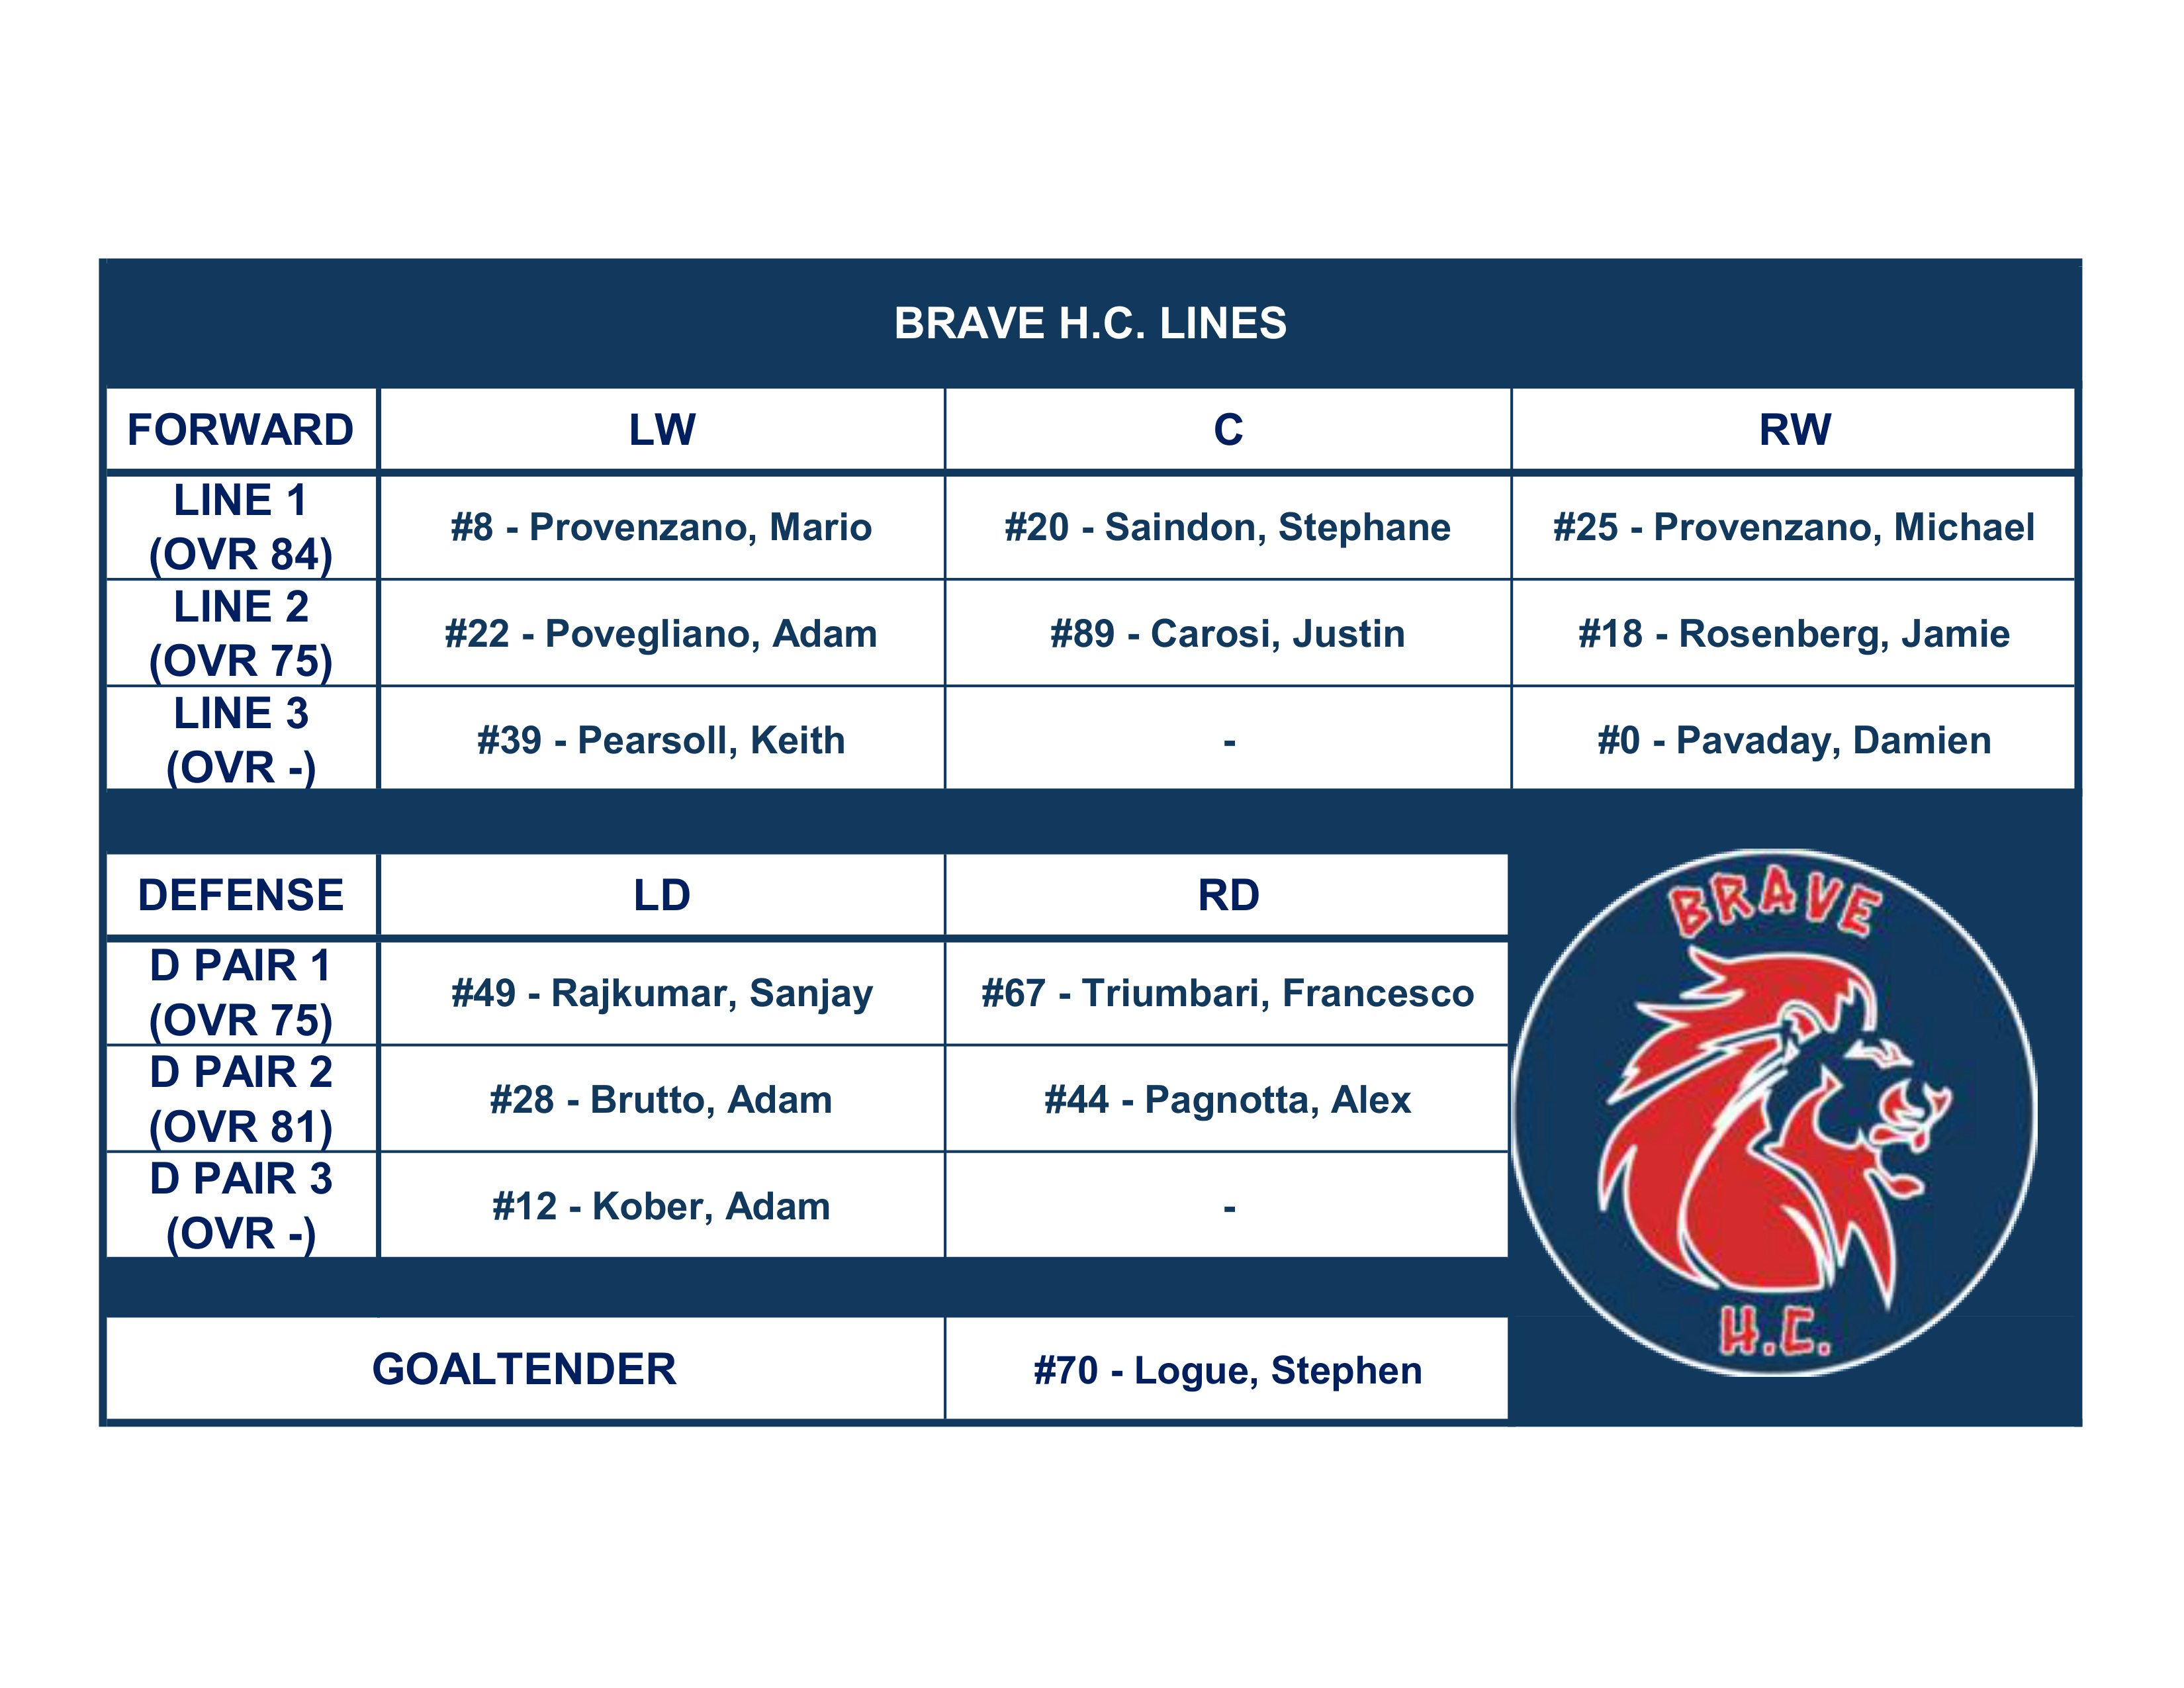 BRAVE H.C. LINES
FORWARD LW C RW
LINE 1
(OVR 84)
#8 - Provenzano, Mario #20 - Saindon, Stephane #25 - Provenzano, Michael
LINE 2
(OVR 75)
#22 - Povegliano, Adam #89 - Carosi, Justin #18 - Rosenberg, Jamie
LINE 3
(OVR -)
#39 - Pearsoll, Keith - #0 - Pavaday, Damien
DEFENSE LD RD
D PAIR 1
(OVR 75)
#49 - Rajkumar, Sanjay #67 - Triumbari, Francesco
D PAIR 2
(OVR 81)
#28 - Brutto, Adam #44 - Pagnotta, Alex
D PAIR 3
(OVR -)
#12 - Kober, Adam -
GOALTENDER #70 - Logue, Stephen
BRAVE
H.C.